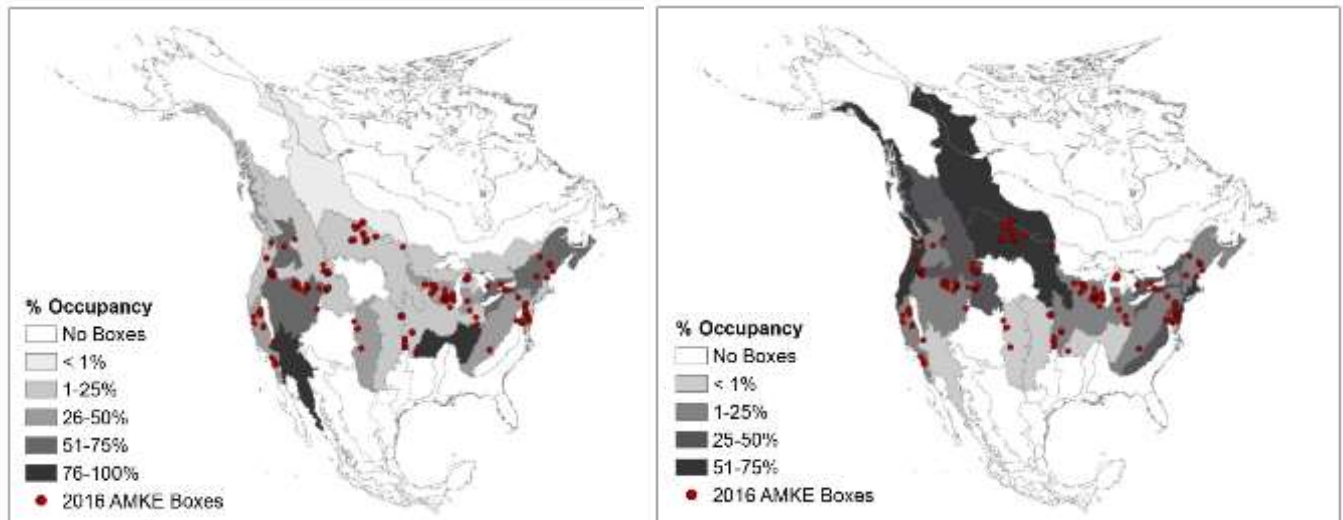 % Occupancy
No Boxes
< 1%
1-25%
26-50%
51-75%
76-100%
2016 AMKE Boxes
% Occupancy
No Boxes
< 1%
1-25%
25-50%
51-75%
2016 AMKE Boxes